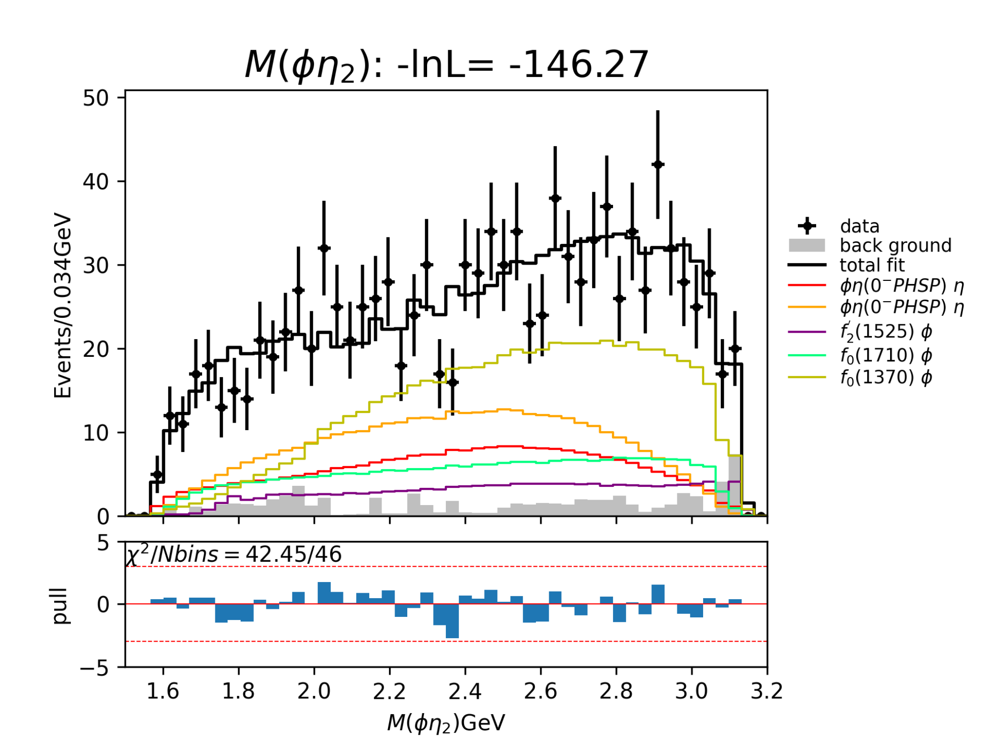 M(ϕη₂): -lnL= -146.27
Events/0.034GeV
50
40
30
20
10
0
data
back ground
total fit
ϕη(0⁻PHSP) η
ϕη(0⁻PHSP) η
f₂′(1525) ϕ
f₀(1710) ϕ
f₀(1370) ϕ
χ²/Nbins = 42.45/46
pull
5
0
−5
1.6 1.8 2.0 2.2 2.4 2.6 2.8 3.0 3.2
M(ϕη₂)GeV